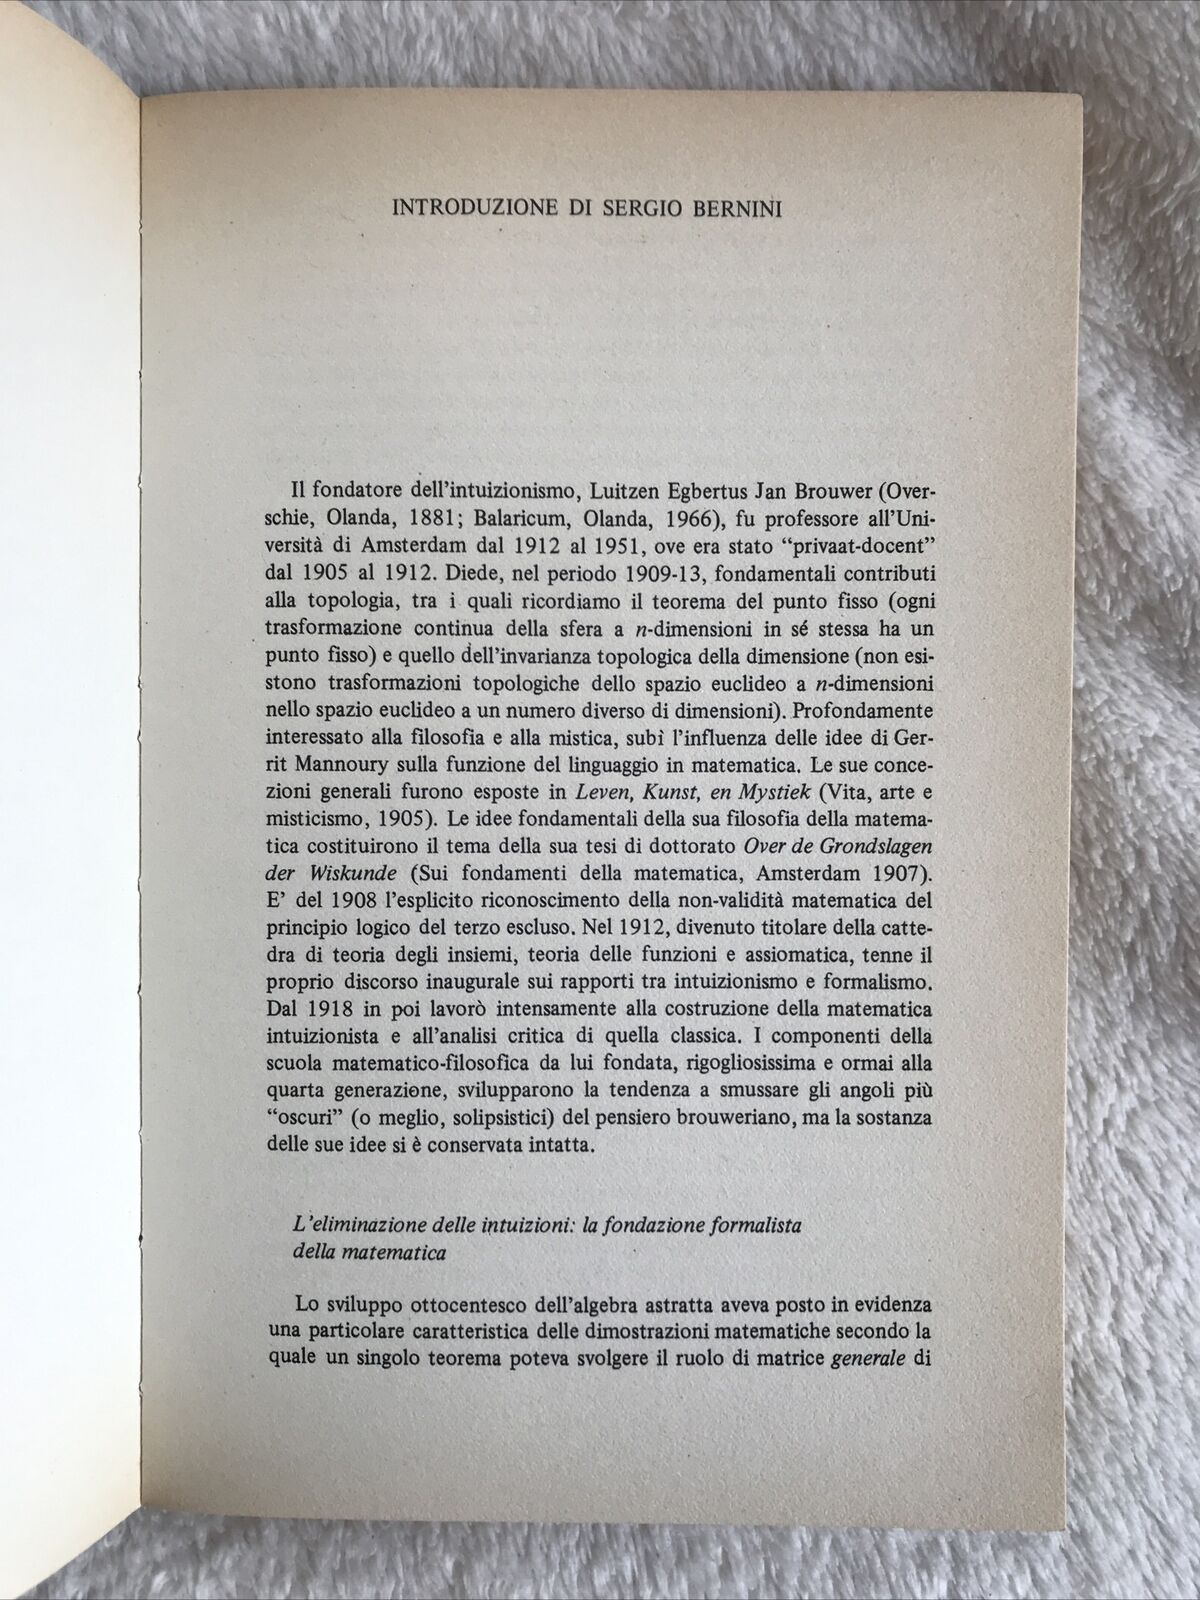 INTRODUZIONE DI SERGIO BERNINI
Il fondatore dell'intuizionismo, Luitzen Egbertus Jan Brouwer (Over-
schie, Olanda, 1881; Balaricum, Olanda, 1966), fu professore all'Uni-
versità di Amsterdam dal 1912 al 1951, ove era stato “privaat-docent”
dal 1905 al 1912. Diede, nel periodo 1909-13, fondamentali contributi
alla topologia, tra i quali ricordiamo il teorema del punto fisso (ogni
trasformazione continua della sfera a n-dimensioni in sé stessa ha un
punto fisso) e quello dell'invarianza topologica della dimensione (non esi-
stono trasformazioni topologiche dello spazio euclideo a n-dimensioni
nello spazio euclideo a un numero diverso di dimensioni). Profondamente
interessato alla filosofia e alla mistica, subì l'influenza delle idee di Ger-
rit Mannoury sulla funzione del linguaggio in matematica. Le sue conce-
zioni generali furono esposte in Leven, Kunst, en Mystiek (Vita, arte e
misticismo, 1905). Le idee fondamentali della sua filosofia della matema-
tica costituirono il tema della sua tesi di dottorato Over de Grondslagen
der Wiskunde (Sui fondamenti della matematica, Amsterdam 1907).
E' del 1908 l'esplicito riconoscimento della non-validità matematica del
principio logico del terzo escluso. Nel 1912, divenuto titolare della catte-
dra di teoria degli insiemi, teoria delle funzioni e assiomatica, tenne il
proprio discorso inaugurale sui rapporti tra intuizionismo e formalismo.
Dal 1918 in poi lavorò intensamente alla costruzione della matematica
intuizionista e all'analisi critica di quella classica. I componenti della
scuola matematico-filosofica da lui fondata, rigogliosissima e ormai alla
quarta generazione, svilupparono la tendenza a smussare gli angoli più
“oscuri” (o meglio, solipsistici) del pensiero brouweriano, ma la sostanza
delle sue idee si è conservata intatta.
L'eliminazione delle intuizioni: la fondazione formalista
della matematica
Lo sviluppo ottocentesco dell'algebra astratta aveva posto in evidenza
una particolare caratteristica delle dimostrazioni matematiche secondo la
quale un singolo teorema poteva svolgere il ruolo di matrice generale di